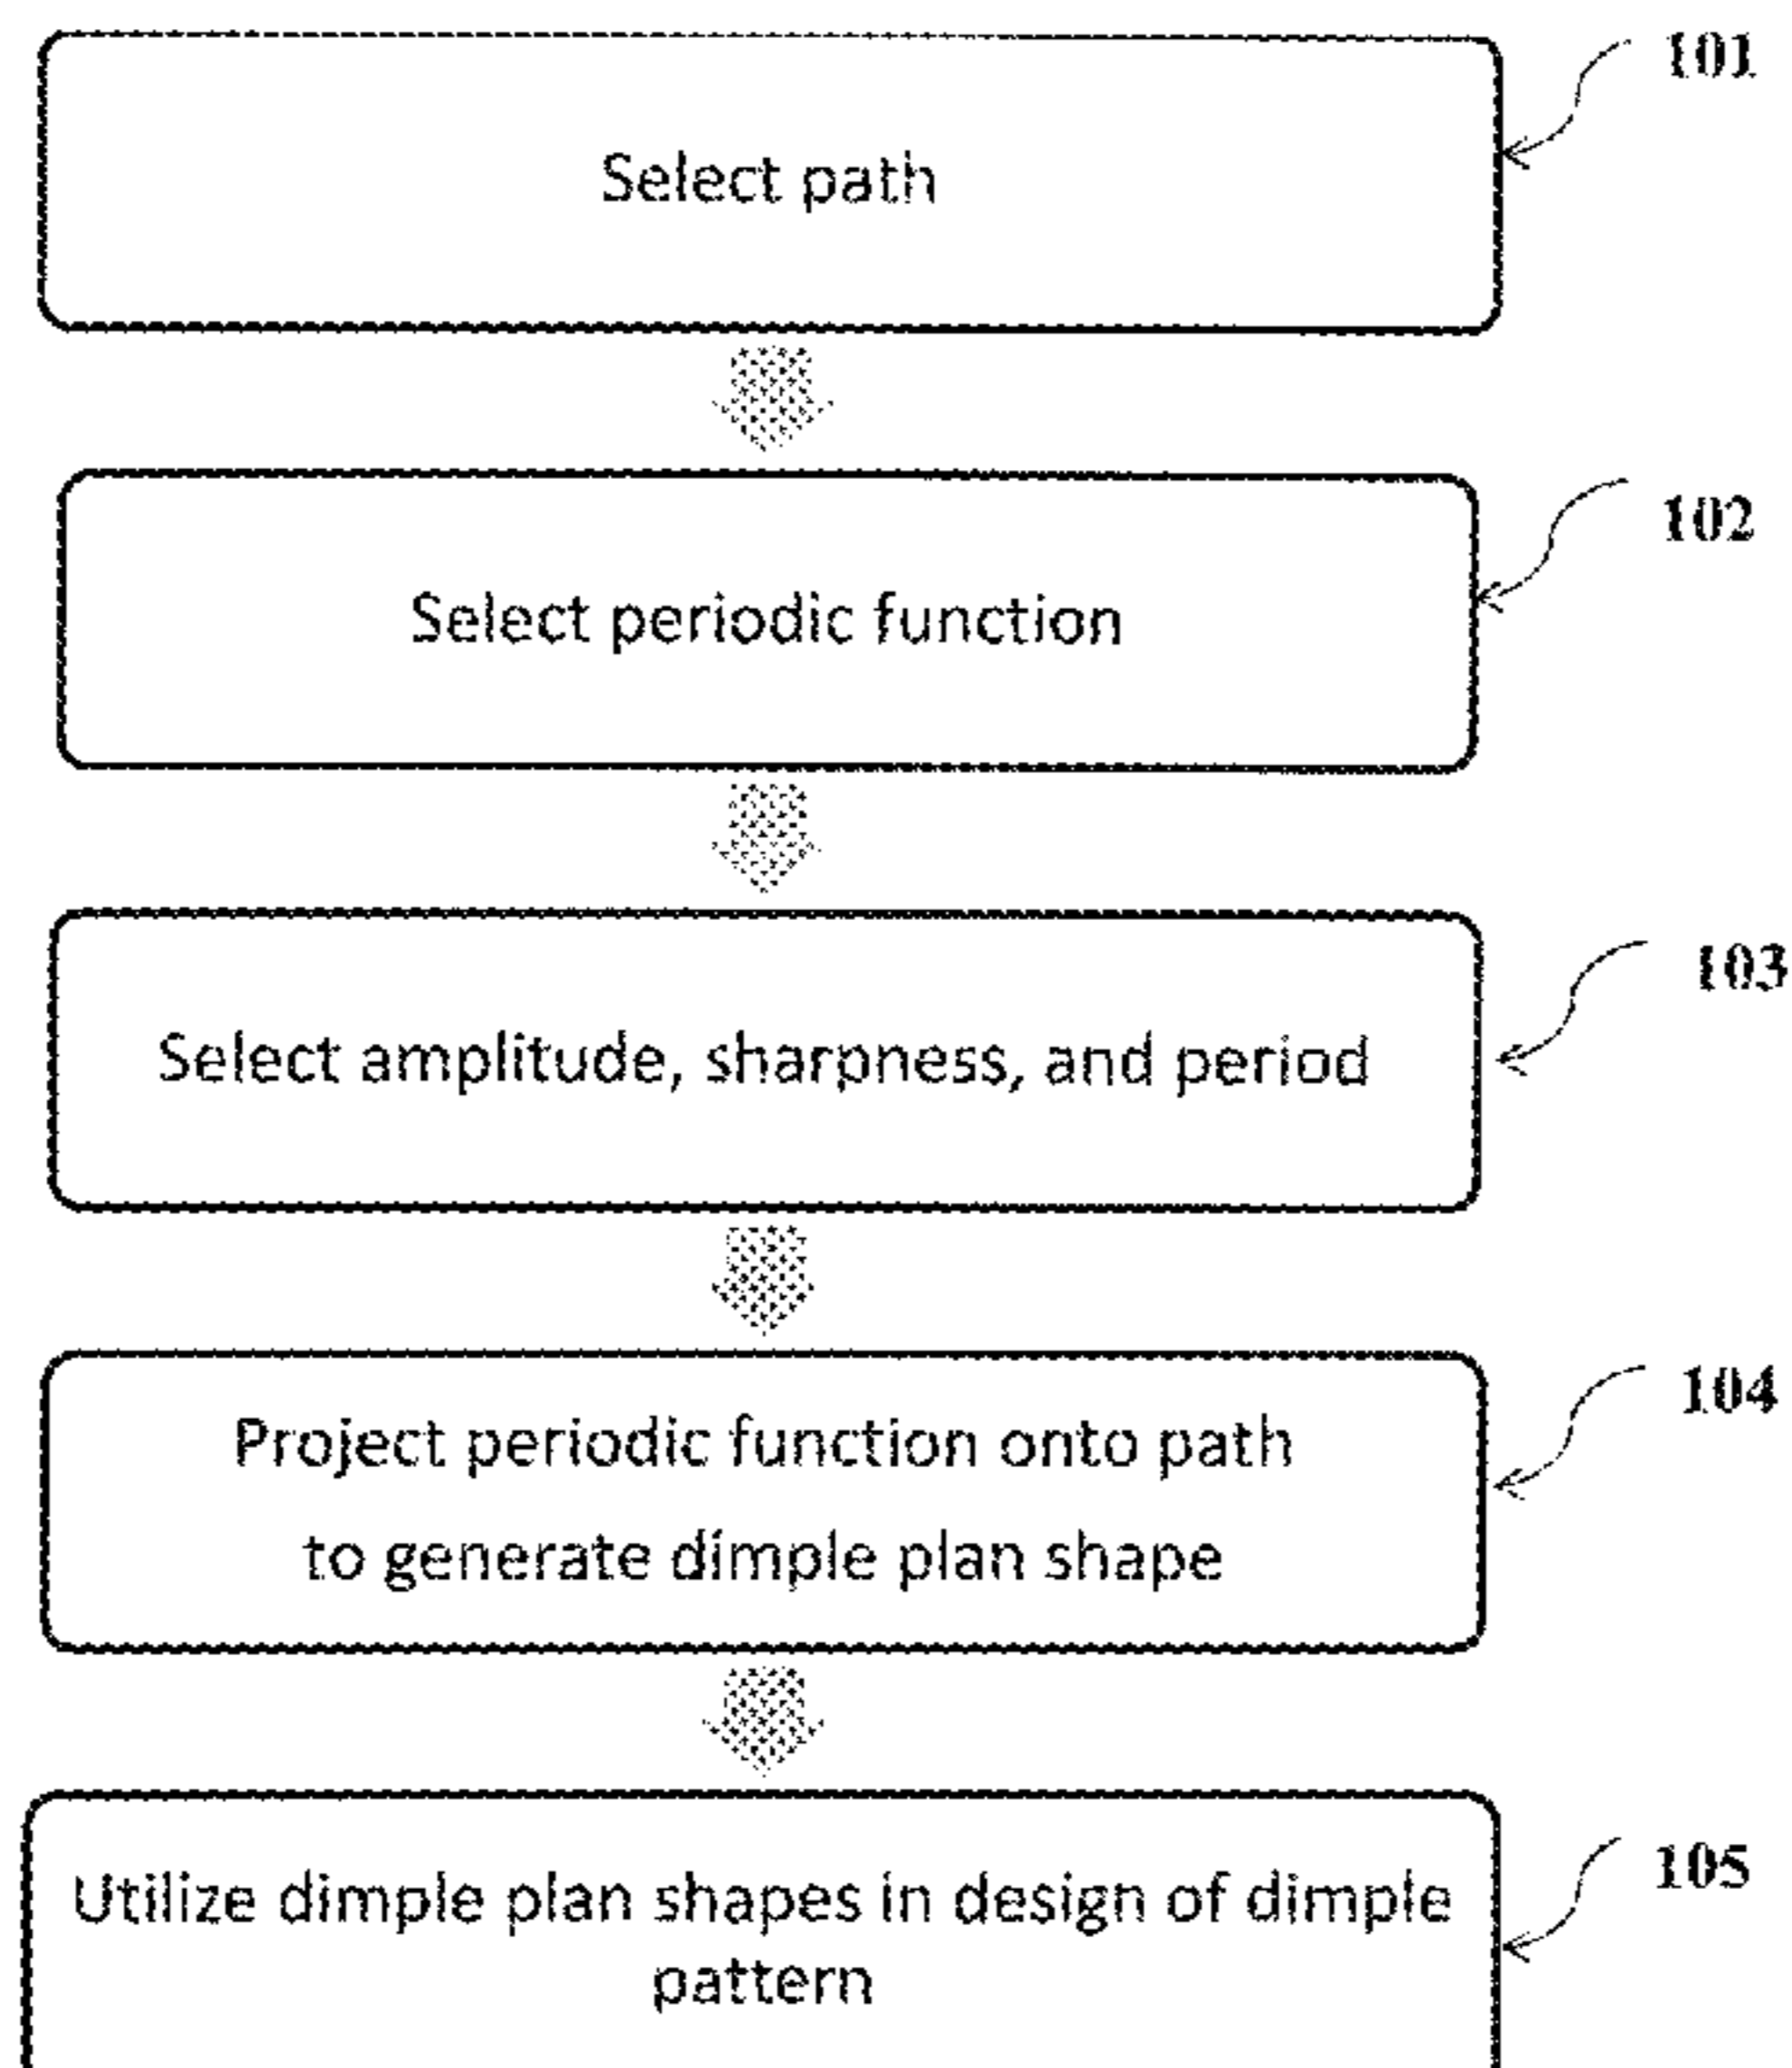 101
Select path
102
Select periodic function
103
Select amplitude, sharpness, and period
104
Project periodic function onto path
to generate dimple plan shape
105
Utilize dimple plan shapes in design of dimple
pattern